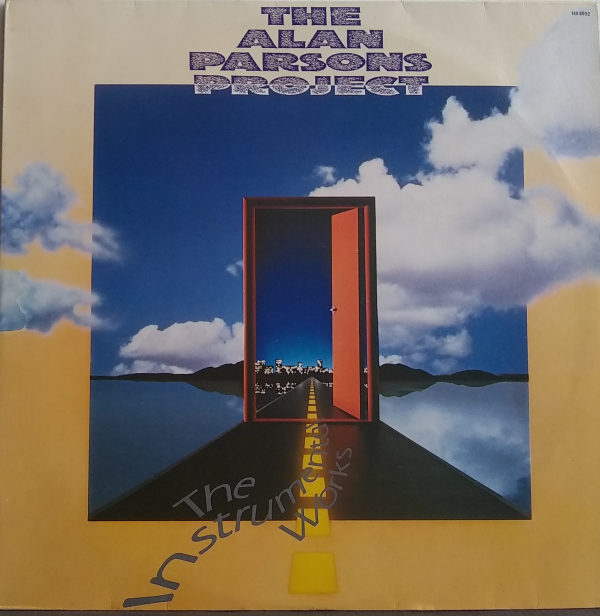 THE
ALAN
PARSONS
PROJECT
The
Instrumental
Works